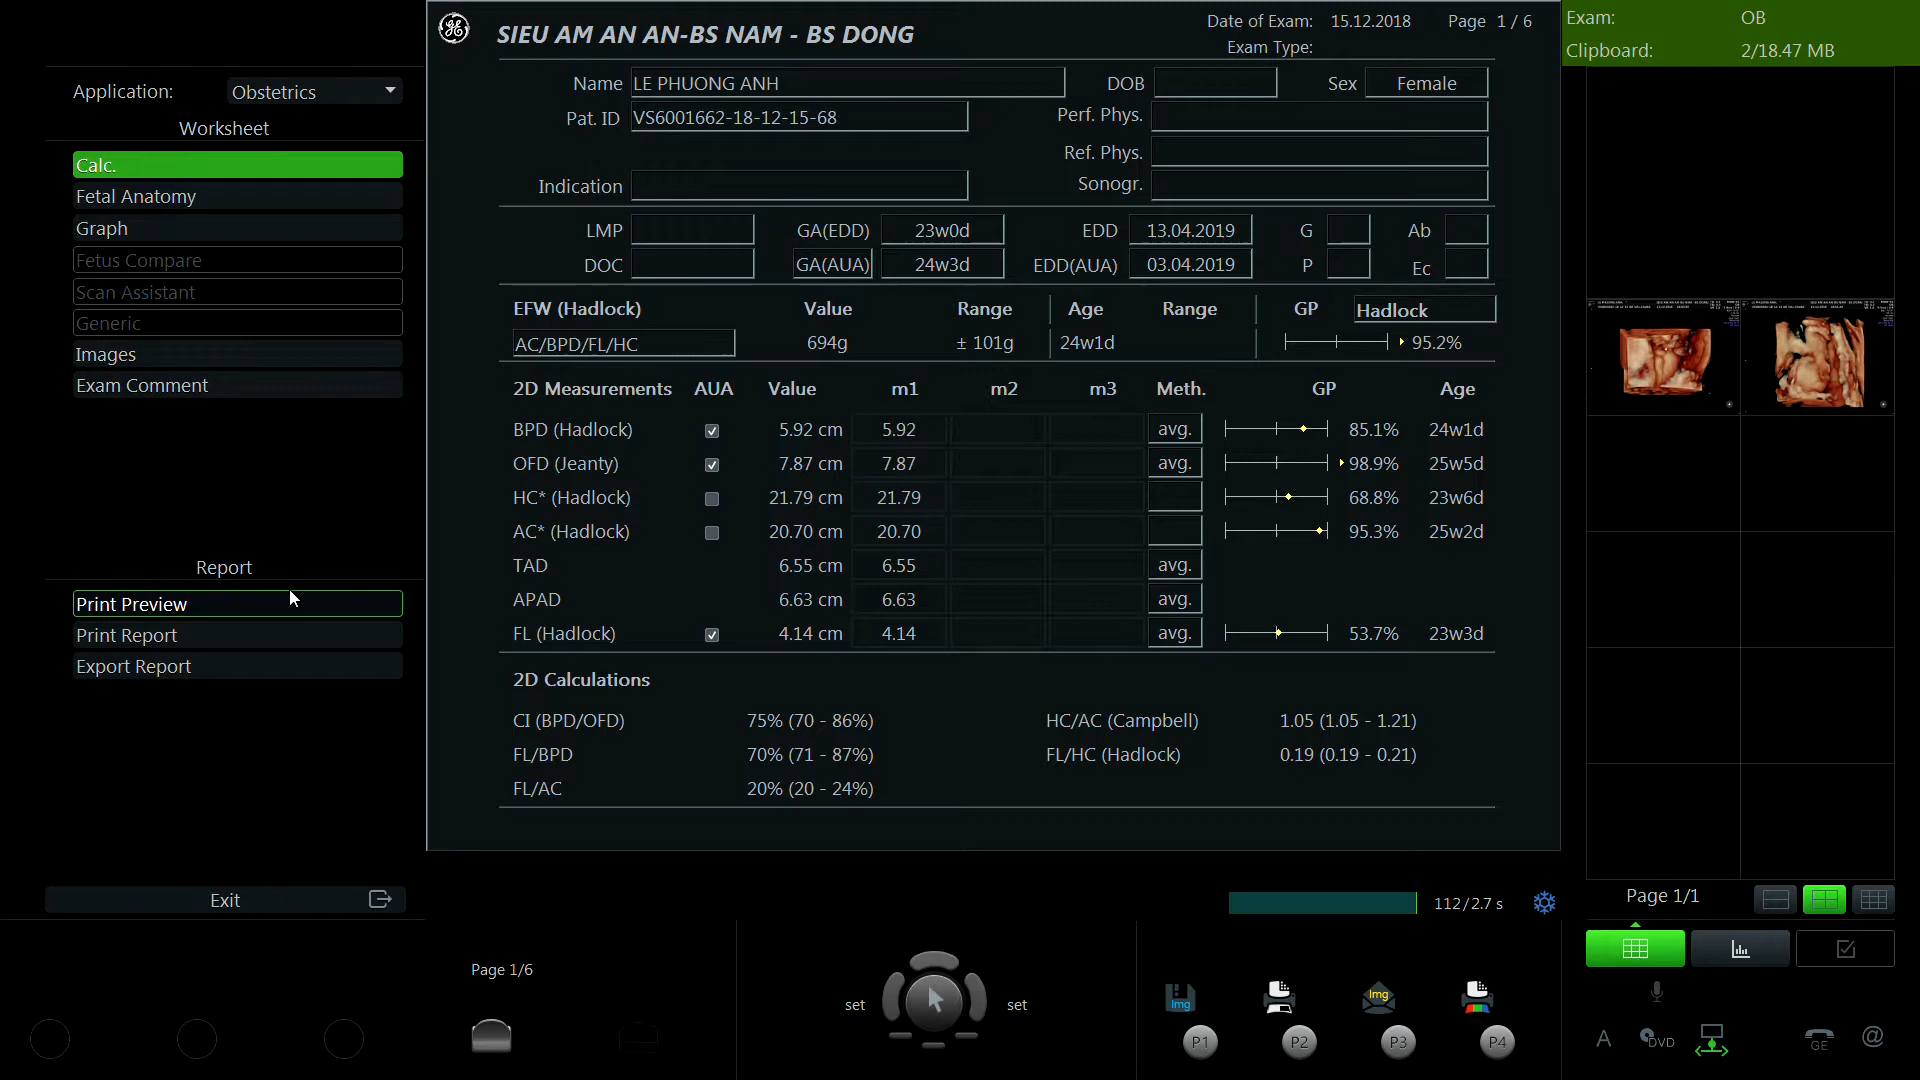 SIEU AM AN AN-BS NAM - BS DONG
Date of Exam: 15.12.2018 Page 1 / 6
Exam Type:
Exam: OB
Clipboard: 2/18.47 MB
Application: Obstetrics
Worksheet
Calc.
Fetal Anatomy
Graph
Fetus Compare
Scan Assistant
Generic
Images
Exam Comment
Report
Print Preview
Print Report
Export Report
Exit
Name LE PHUONG ANH DOB Sex Female
Pat. ID VS6001662-18-12-15-68 Perf. Phys.
Ref. Phys.
Indication Sonogr.
LMP GA(EDD) 23w0d EDD 13.04.2019 G Ab
DOC GA(AUA) 24w3d EDD(AUA) 03.04.2019 P Ec
EFW (Hadlock) Value Range Age Range GP Hadlock
AC/BPD/FL/HC 694g ± 101g 24w1d 95.2%
2D Measurements AUA Value m1 m2 m3 Meth. GP Age
BPD (Hadlock) 5.92 cm 5.92 avg. 85.1% 24w1d
OFD (Jeanty) 7.87 cm 7.87 avg. 98.9% 25w5d
HC* (Hadlock) 21.79 cm 21.79 68.8% 23w6d
AC* (Hadlock) 20.70 cm 20.70 95.3% 25w2d
TAD 6.55 cm 6.55 avg.
APAD 6.63 cm 6.63 avg.
FL (Hadlock) 4.14 cm 4.14 avg. 53.7% 23w3d
2D Calculations
CI (BPD/OFD) 75% (70 - 86%) HC/AC (Campbell) 1.05 (1.05 - 1.21)
FL/BPD 70% (71 - 87%) FL/HC (Hadlock) 0.19 (0.19 - 0.21)
FL/AC 20% (20 - 24%)
112/2.7 s
Page 1/1
Page 1/6
set set
Img Img
P1 P2 P3 P4
A DVD GE @